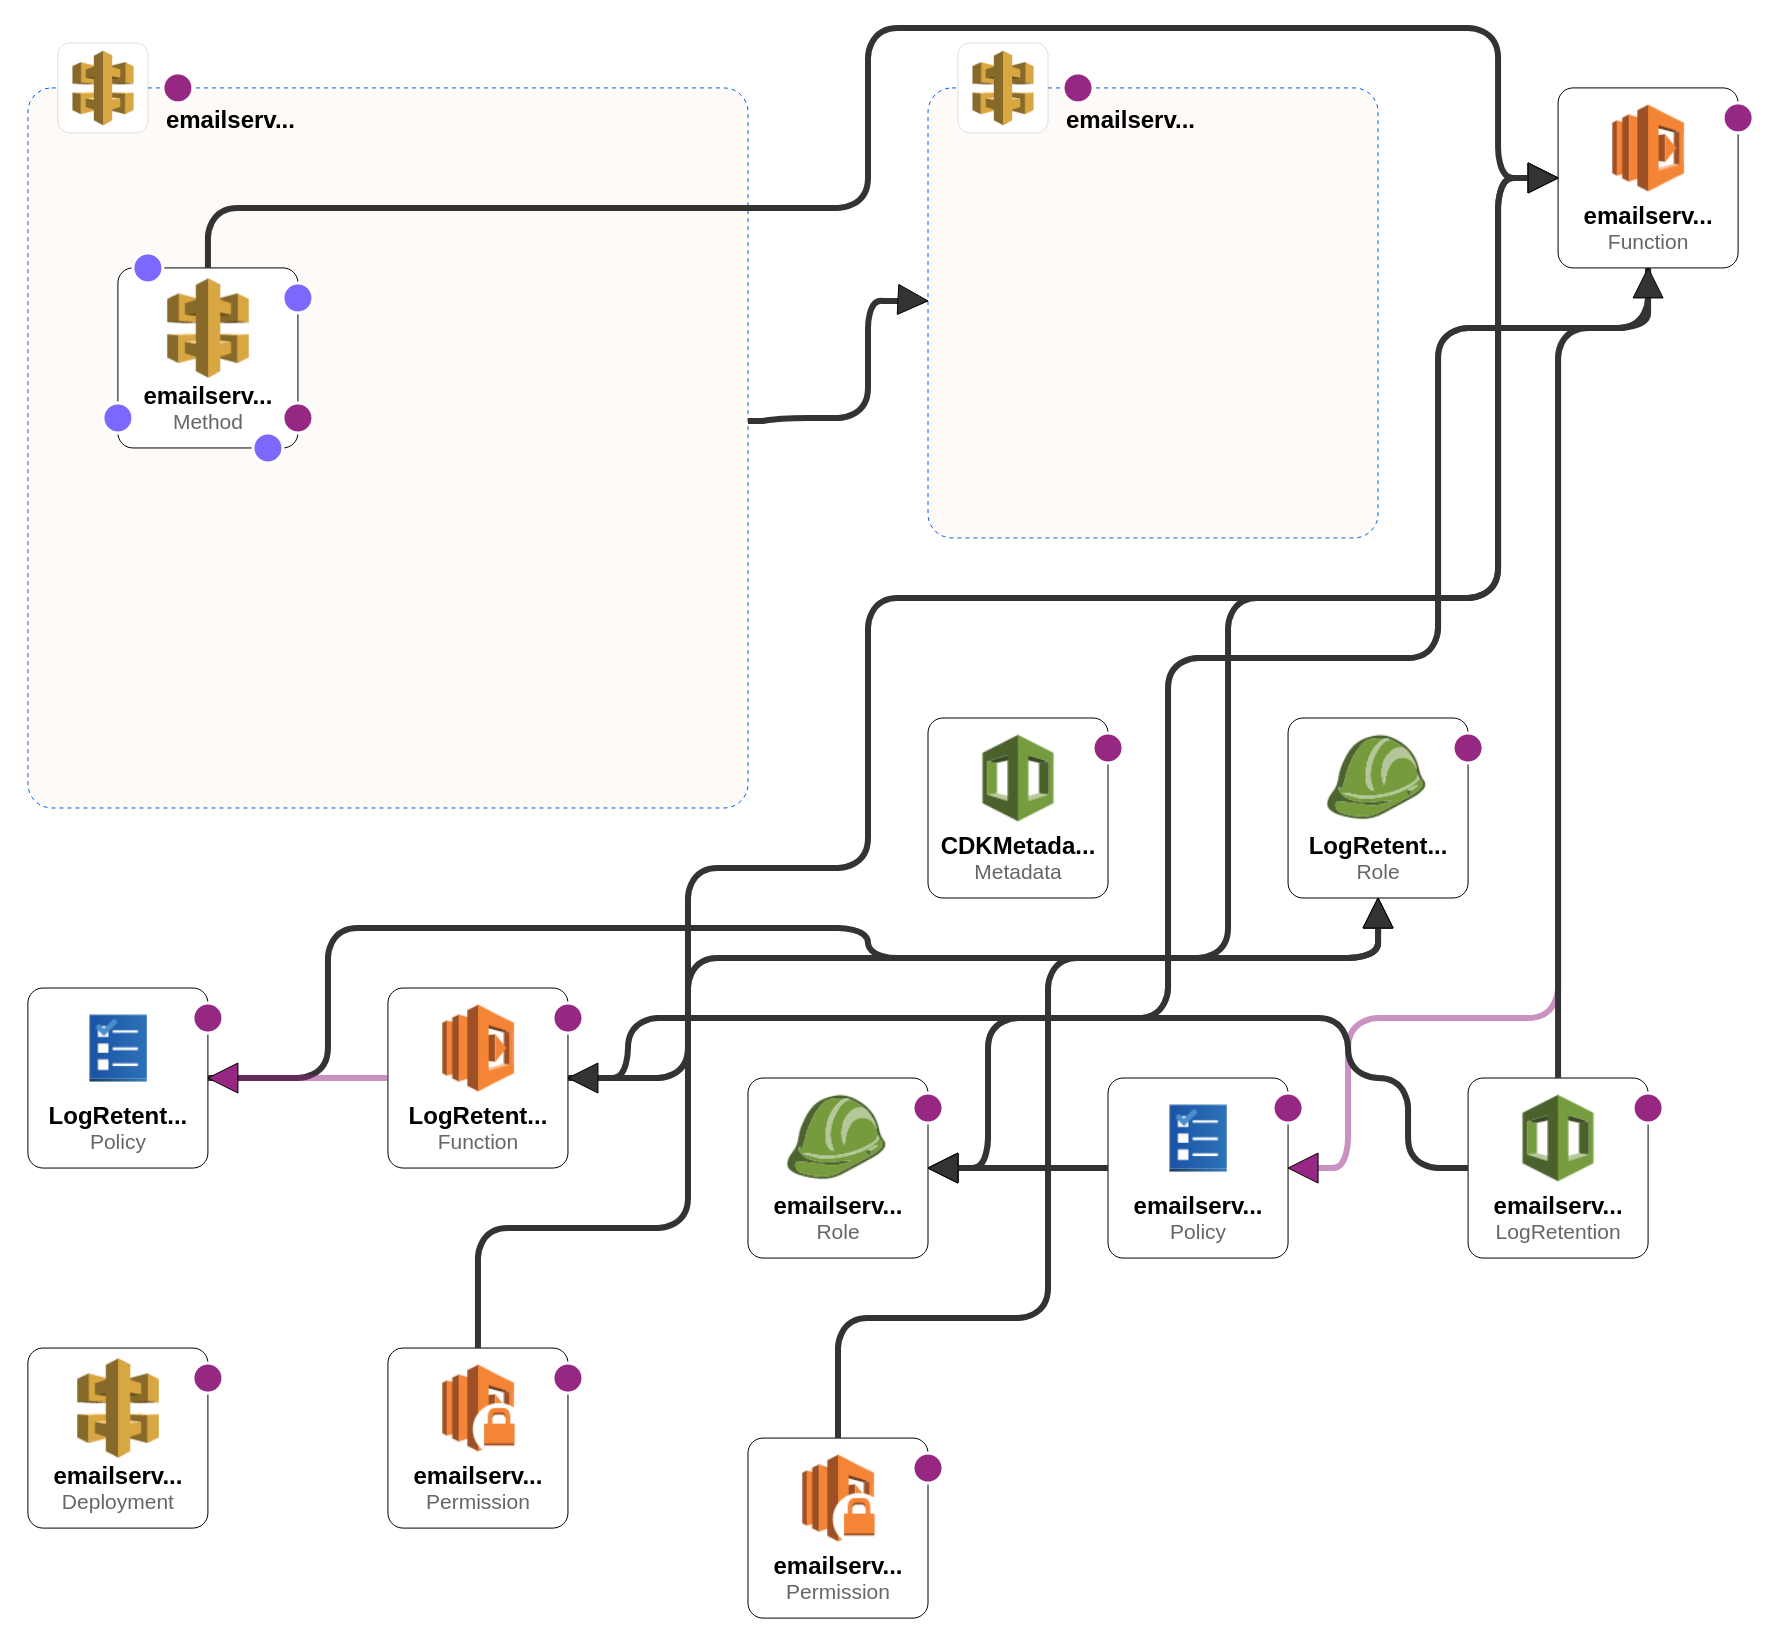 emailserv...
emailserv...
emailserv...
Function
emailserv...
Method
CDKMetada...
Metadata
LogRetent...
Role
LogRetent...
Policy
LogRetent...
Function
emailserv...
Role
emailserv...
Policy
emailserv...
LogRetention
emailserv...
Deployment
emailserv...
Permission
emailserv...
Permission